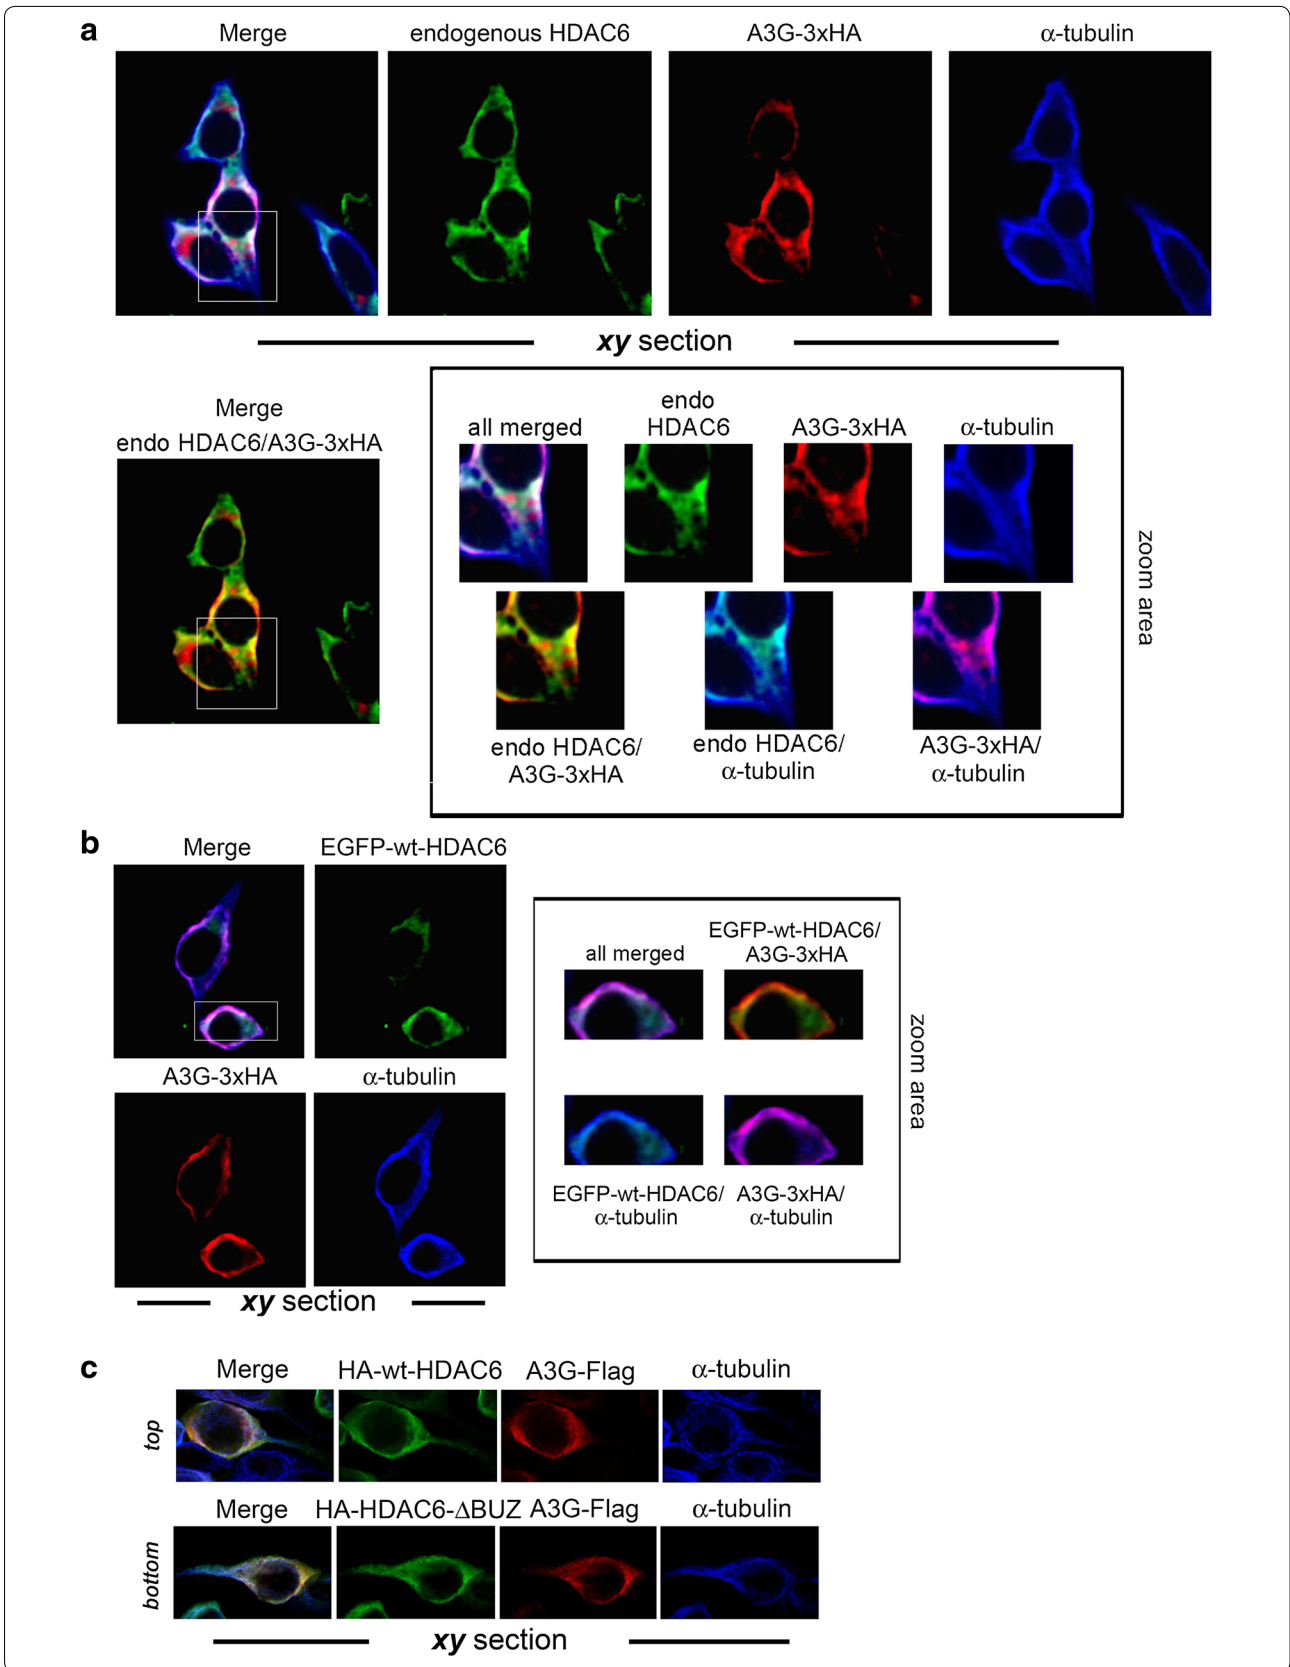 a
Merge endogenous HDAC6 A3G-3xHA α-tubulin
xy section
Merge
endo HDAC6/A3G-3xHA
endo
all merged HDAC6 A3G-3xHA α-tubulin
endo HDAC6/ endo HDAC6/ A3G-3xHA/
A3G-3xHA α-tubulin α-tubulin
zoom area
b
Merge EGFP-wt-HDAC6
A3G-3xHA α-tubulin
xy section
EGFP-wt-HDAC6/
all merged A3G-3xHA
EGFP-wt-HDAC6/ A3G-3xHA/
α-tubulin α-tubulin
zoom area
c
Merge HA-wt-HDAC6 A3G-Flag α-tubulin
top
Merge HA-HDAC6-ΔBUZ A3G-Flag α-tubulin
bottom
xy section